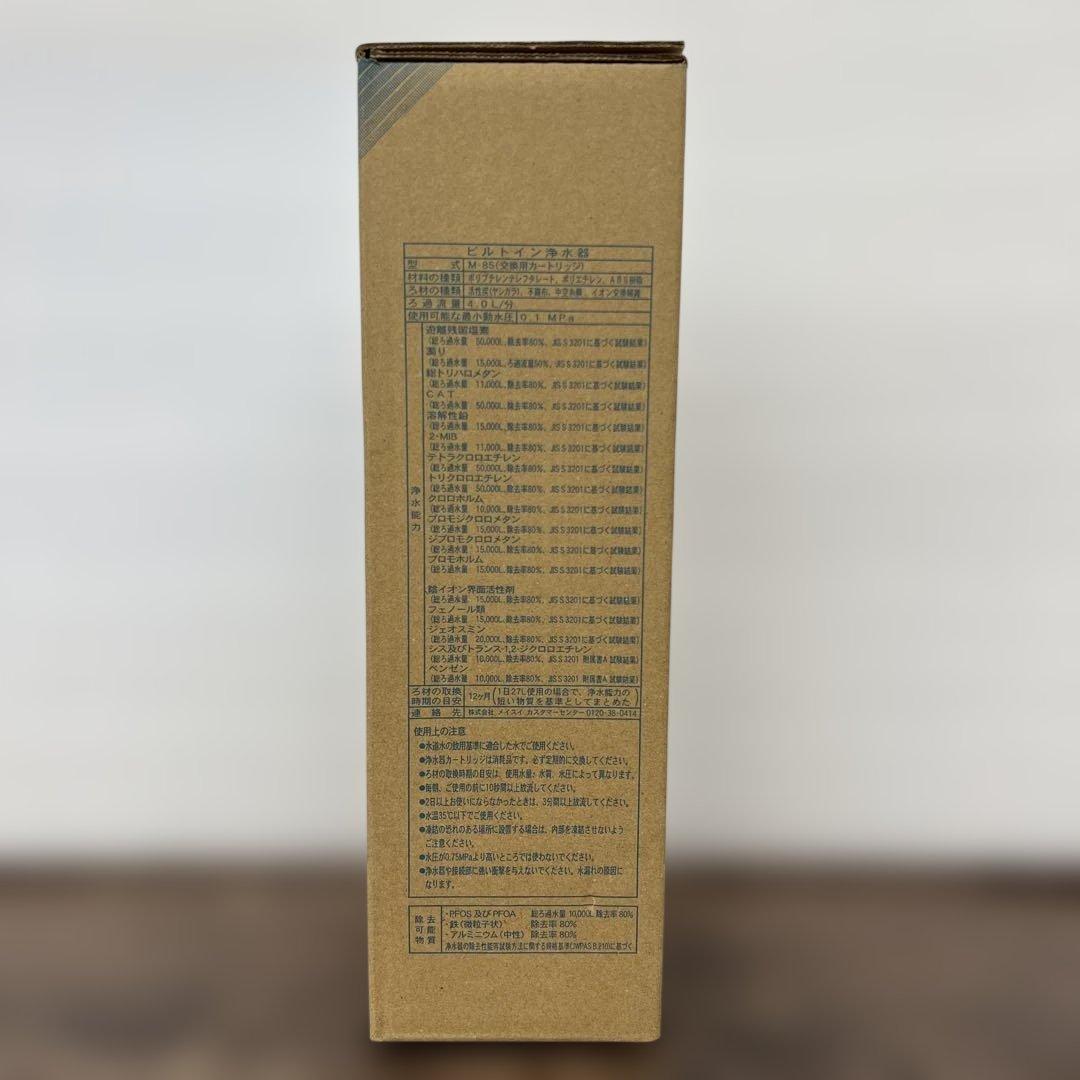 ビルトイン浄水器
型式 M-85(交換用カートリッジ)
材料の種類 ポリブチレンテレフタレート、ポリエチレン、ABS樹脂
ろ材の種類 活性炭(ヤシガラ)、不織布、中空糸膜、イオン交換繊維
ろ過流量 4.0L/分
使用可能な最小動水圧 0.1 MPa
浄水能力
遊離残留塩素
(総ろ過水量 50,000L、除去率80%、JIS S 3201に基づく試験結果)
濁り
(総ろ過水量 15,000L、ろ過流量50%、JIS S 3201に基づく試験結果)
総トリハロメタン
(総ろ過水量 11,000L、除去率80%、JIS S 3201に基づく試験結果)
CAT
(総ろ過水量 50,000L、除去率80%、JIS S 3201に基づく試験結果)
溶解性鉛
(総ろ過水量 15,000L、除去率80%、JIS S 3201に基づく試験結果)
2-MIB
(総ろ過水量 11,000L、除去率80%、JIS S 3201に基づく試験結果)
テトラクロロエチレン
(総ろ過水量 50,000L、除去率80%、JIS S 3201に基づく試験結果)
トリクロロエチレン
(総ろ過水量 50,000L、除去率80%、JIS S 3201に基づく試験結果)
クロロホルム
(総ろ過水量 10,000L、除去率80%、JIS S 3201に基づく試験結果)
ブロモジクロロメタン
(総ろ過水量 15,000L、除去率80%、JIS S 3201に基づく試験結果)
ジブロモクロロメタン
(総ろ過水量 15,000L、除去率80%、JIS S 3201に基づく試験結果)
ブロモホルム
(総ろ過水量 15,000L、除去率80%、JIS S 3201に基づく試験結果)
陰イオン界面活性剤
(総ろ過水量 15,000L、除去率80%、JIS S 3201に基づく試験結果)
フェノール類
(総ろ過水量 15,000L、除去率80%、JIS S 3201に基づく試験結果)
ジェオスミン
(総ろ過水量 20,000L、除去率80%、JIS S 3201に基づく試験結果)
シス及びトランス-1,2-ジクロロエチレン
(総ろ過水量 10,000L、除去率80%、JIS S3201 附属書A 試験結果)
ベンゼン
(総ろ過水量 10,000L、除去率80%、JIS S3201 附属書A 試験結果)
ろ材の取換時期の目安 12ヶ月(1日27L使用の場合で、浄水能力の
短い物質を基準としてまとめた)
連絡先 株式会社 メイスイ カスタマーセンター 0120-38-0414
使用上の注意
●水道水の飲用基準に適合した水でご使用ください。
●浄水器カートリッジは消耗品です。必ず定期的に交換してください。
●ろ材の取換時期の目安は、使用水量、水質、水圧によって異なります。
●毎朝、ご使用の前に10秒間以上放流してください。
●2日以上お使いにならなかったときは、3分間以上放流してください。
●水温35℃以下でご使用ください。
●凍結の恐れのある場所に設置する場合は、内部を凍結させないよう
ご注意ください。
●水圧が0.75MPaより高いところでは使わないでください。
●浄水器や接続部に強い衝撃を与えないでください。水漏れの原因に
なります。
除去可能物質
・PFOS 及び PFOA 総ろ過水量 10,000L 除去率 80%
・鉄(微粒子状) 除去率 80%
・アルミニウム(中性) 除去率 80%
浄水器の除去性能等試験方法に関する規格基準(JWPAS B.210)に基づく